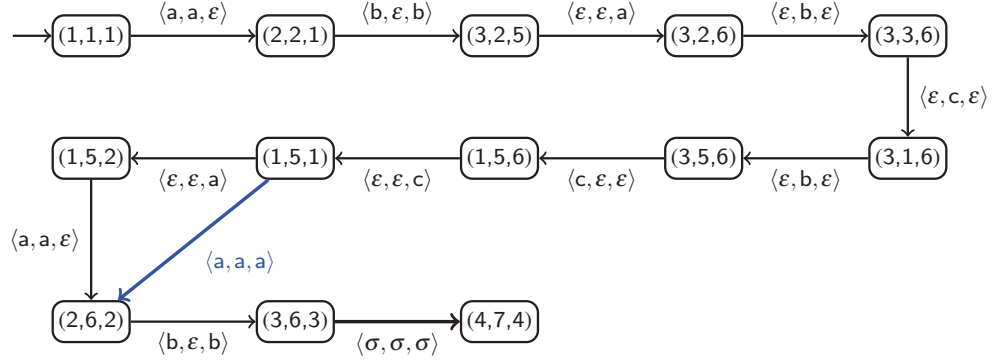 ⟨a, a, ε⟩ ⟨b, ε, b⟩ ⟨ε, ε, a⟩ ⟨ε, b, ε⟩
(1,1,1) (2,2,1) (3,2,5) (3,2,6) (3,3,6)
⟨ε, c, ε⟩
(1,5,2) (1,5,1) (1,5,6) (3,5,6) (3,1,6)
⟨ε, ε, a⟩ ⟨ε, ε, c⟩ ⟨c, ε, ε⟩ ⟨ε, b, ε⟩
⟨a, a, ε⟩
⟨a, a, a⟩
(2,6,2) (3,6,3) (4,7,4)
⟨b, ε, b⟩ ⟨σ, σ, σ⟩